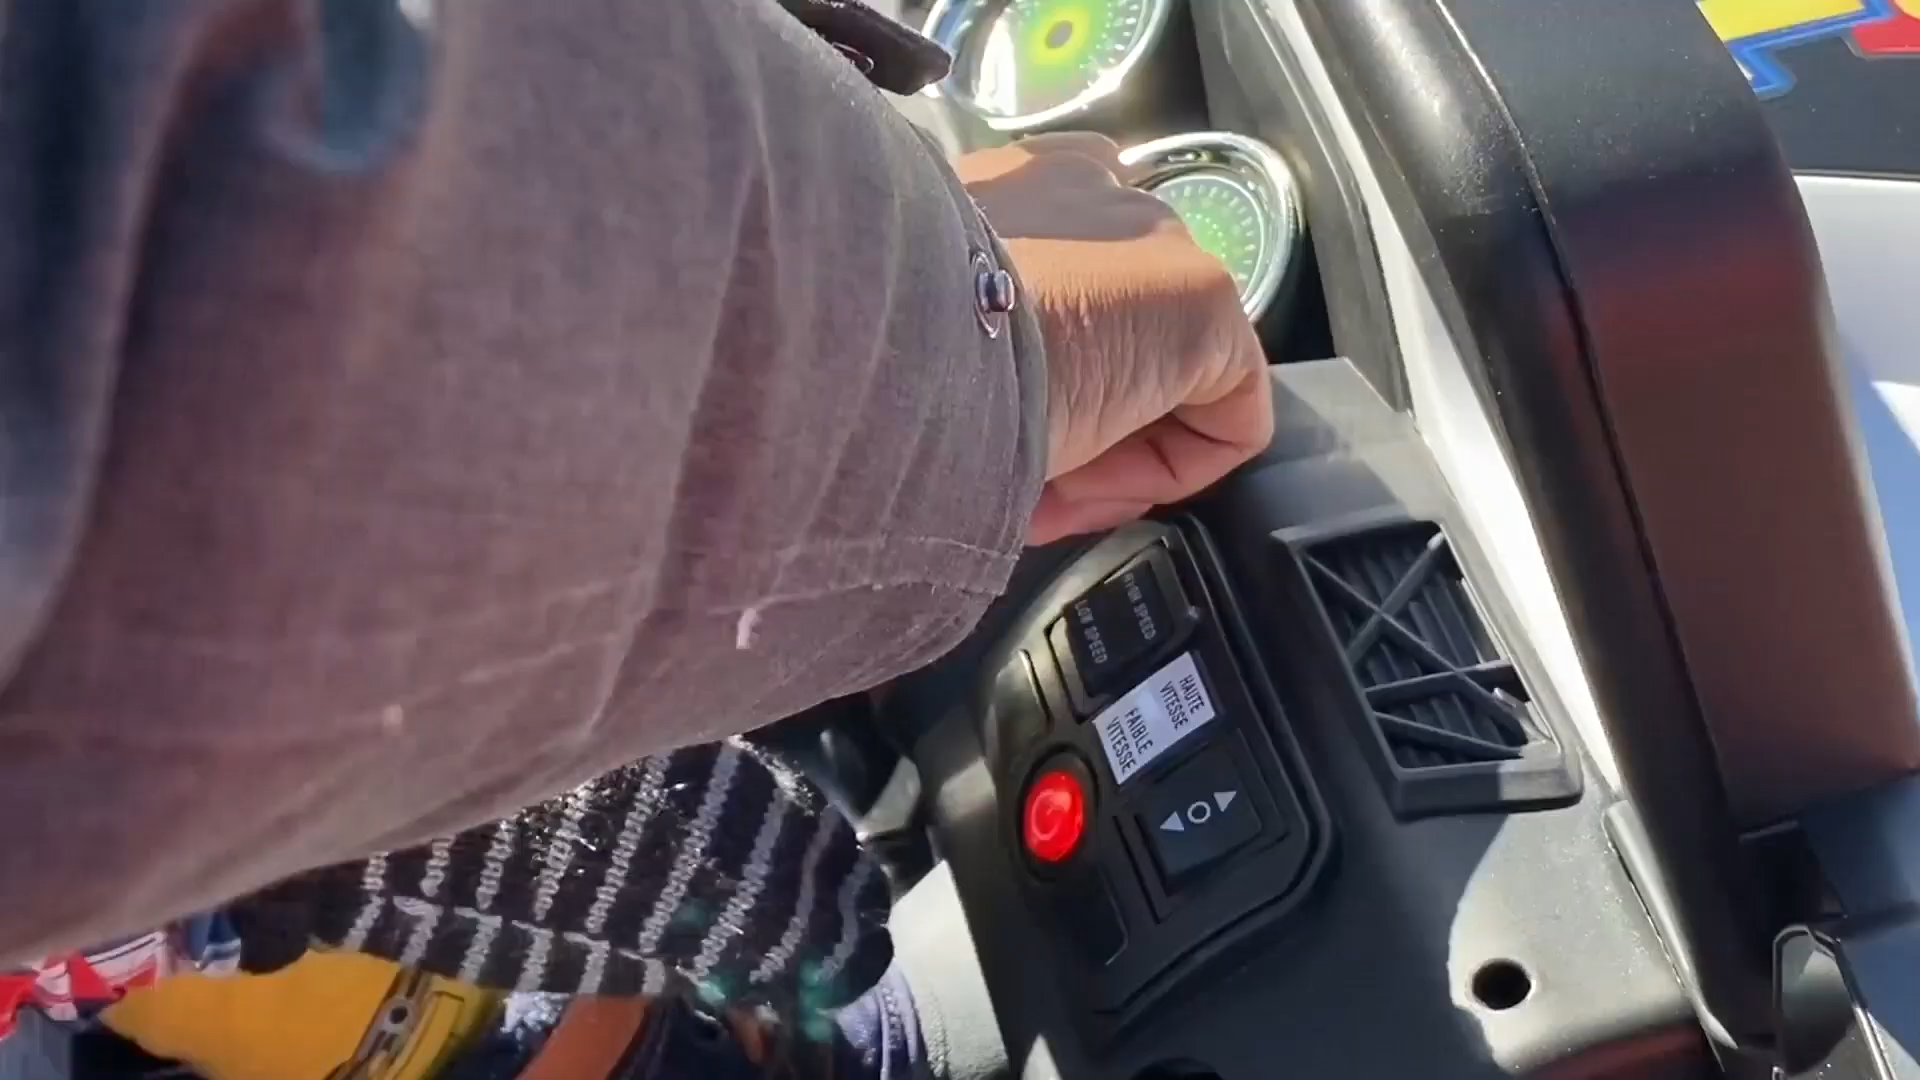 HIGH SPEED
LOW SPEED
HAUTE
VITESSE
FAIBLE
VITESSE